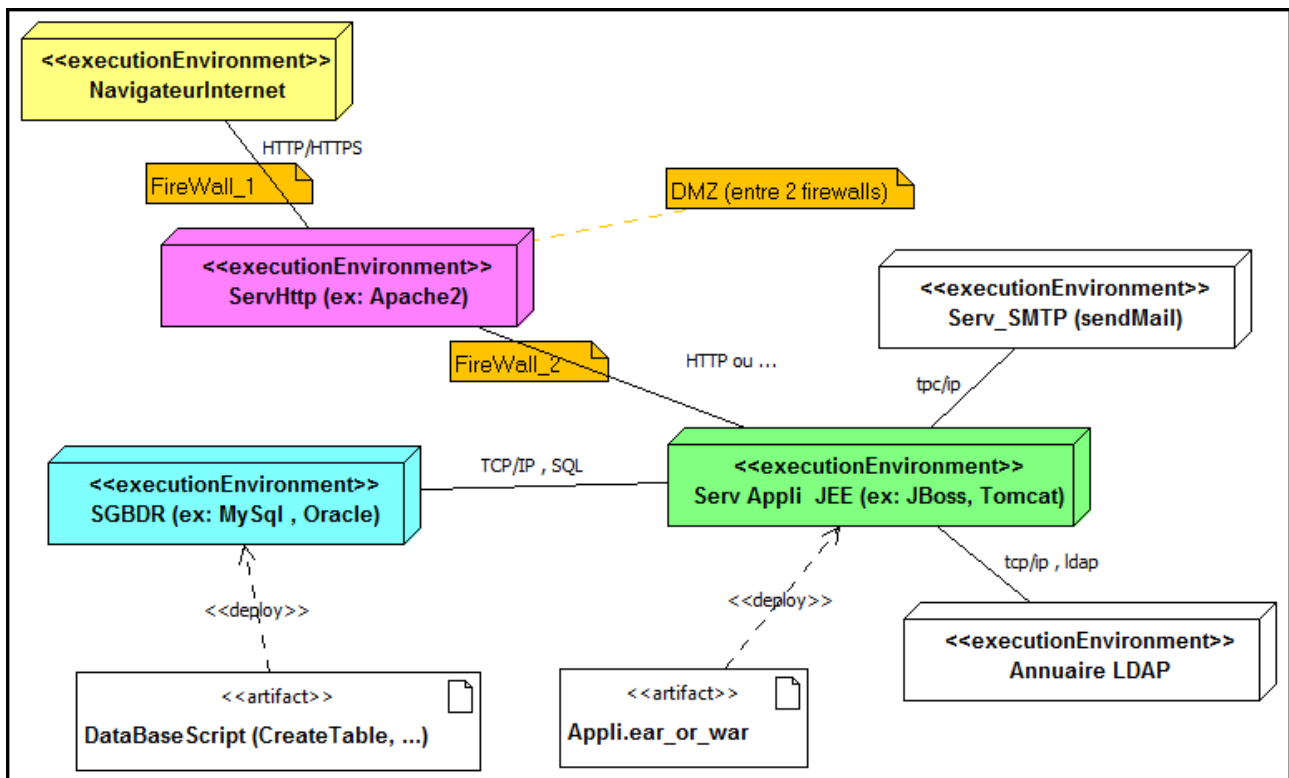 <<executionEnvironment>>
NavigateurInternet
HTTP/HTTPS
FireWall_1
DMZ (entre 2 firewalls)
<<executionEnvironment>>
ServHttp (ex: Apache2)
<<executionEnvironment>>
Serv_SMTP (sendMail)
FireWall_2
HTTP ou ...
tpc/ip
<<executionEnvironment>>
SGBDR (ex: MySql , Oracle)
TCP/IP , SQL
<<executionEnvironment>>
Serv Appli JEE (ex: JBoss, Tomcat)
tcp/ip , ldap
<<deploy>>
<<deploy>>
<<executionEnvironment>>
Annuaire LDAP
<<artifact>>
DataBaseScript (CreateTable, ...)
<<artifact>>
Appli.ear_or_war